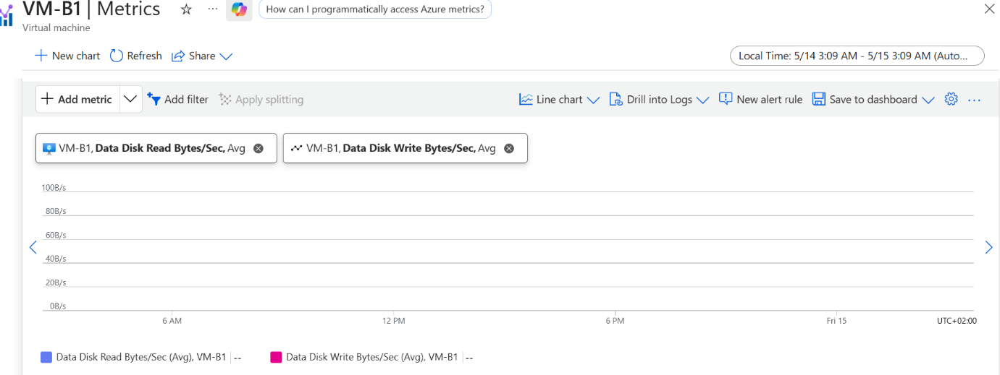 VM-B1 | Metrics ☆ ··· How can I programmatically access Azure metrics?
Virtual machine
New chart Refresh Share
Local Time: 5/14 3:09 AM - 5/15 3:09 AM (Auto...
Add metric Add filter Apply splitting Line chart Drill into Logs New alert rule Save to dashboard ···
VM-B1, Data Disk Read Bytes/Sec, Avg VM-B1, Data Disk Write Bytes/Sec, Avg
100B/s
80B/s
60B/s
40B/s
20B/s
0B/s
6 AM 12 PM 6 PM Fri 15 UTC+02:00
Data Disk Read Bytes/Sec (Avg), VM-B1 | -- Data Disk Write Bytes/Sec (Avg), VM-B1 | --